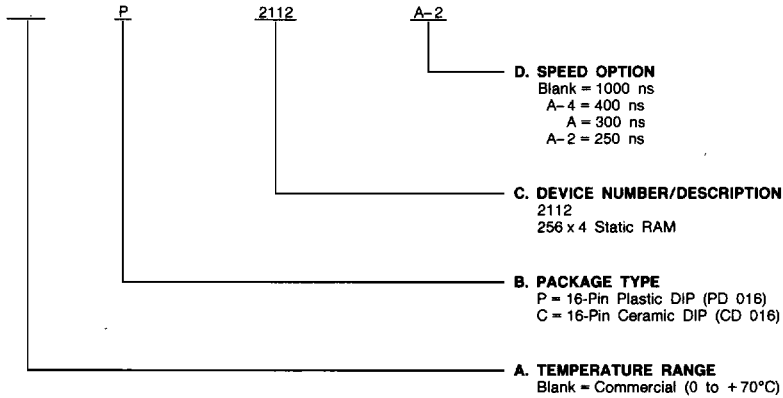 P 2112 A-2
D. SPEED OPTION
Blank = 1000 ns
A-4 = 400 ns
A = 300 ns
A-2 = 250 ns
C. DEVICE NUMBER/DESCRIPTION
2112
256 x 4 Static RAM
B. PACKAGE TYPE
P = 16-Pin Plastic DIP (PD 016)
C = 16-Pin Ceramic DIP (CD 016)
A. TEMPERATURE RANGE
Blank = Commercial (0 to +70°C)